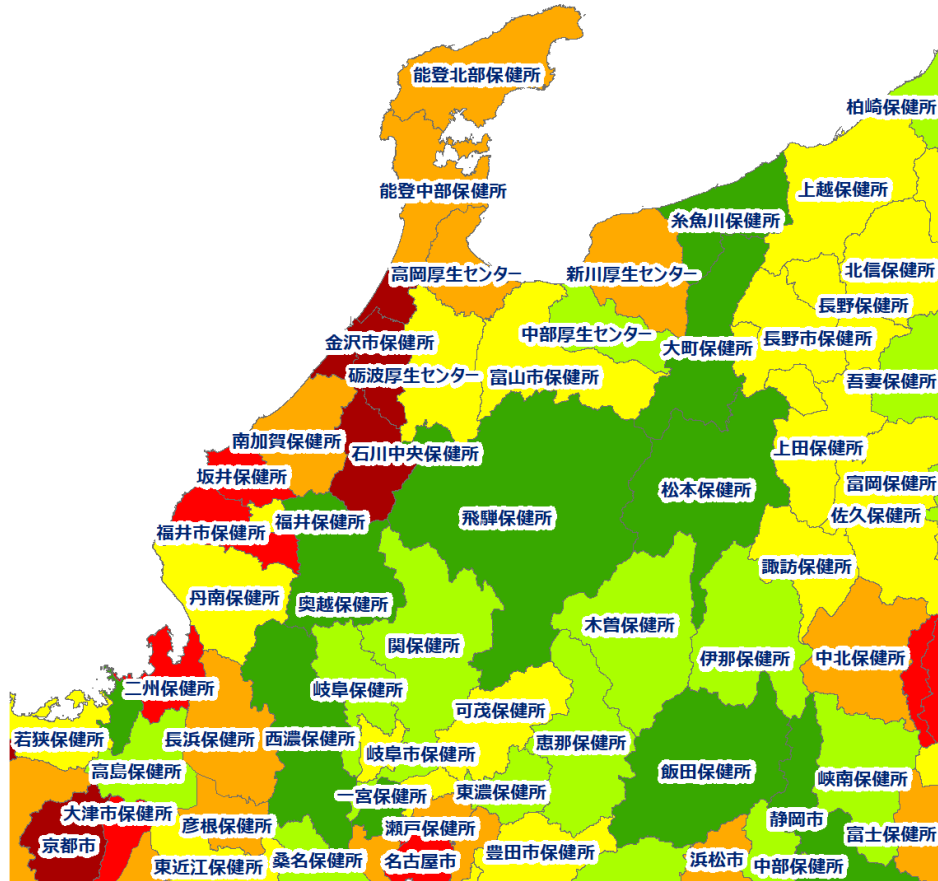 能登北部保健所
柏崎保健所
能登中部保健所
上越保健所
糸魚川保健所
高岡厚生センター
新川厚生センター
北信保健所
長野保健所
金沢市保健所
中部厚生センター
大町保健所
長野市保健所
砺波厚生センター
富山市保健所
吾妻保健所
南加賀保健所
石川中央保健所
上田保健所
坂井保健所
松本保健所
富岡保健所
福井市保健所
福井保健所
飛騨保健所
佐久保健所
諏訪保健所
丹南保健所
奥越保健所
木曽保健所
関保健所
伊那保健所
中北保健所
二州保健所
岐阜保健所
可茂保健所
若狭保健所
長浜保健所
西濃保健所
岐阜市保健所
恵那保健所
高島保健所
飯田保健所
峡南保健所
一宮保健所
東濃保健所
大津市保健所
彦根保健所
瀬戸保健所
静岡市
富士保健所
京都市
東近江保健所
桑名保健所
名古屋市
豊田市保健所
浜松市
中部保健所